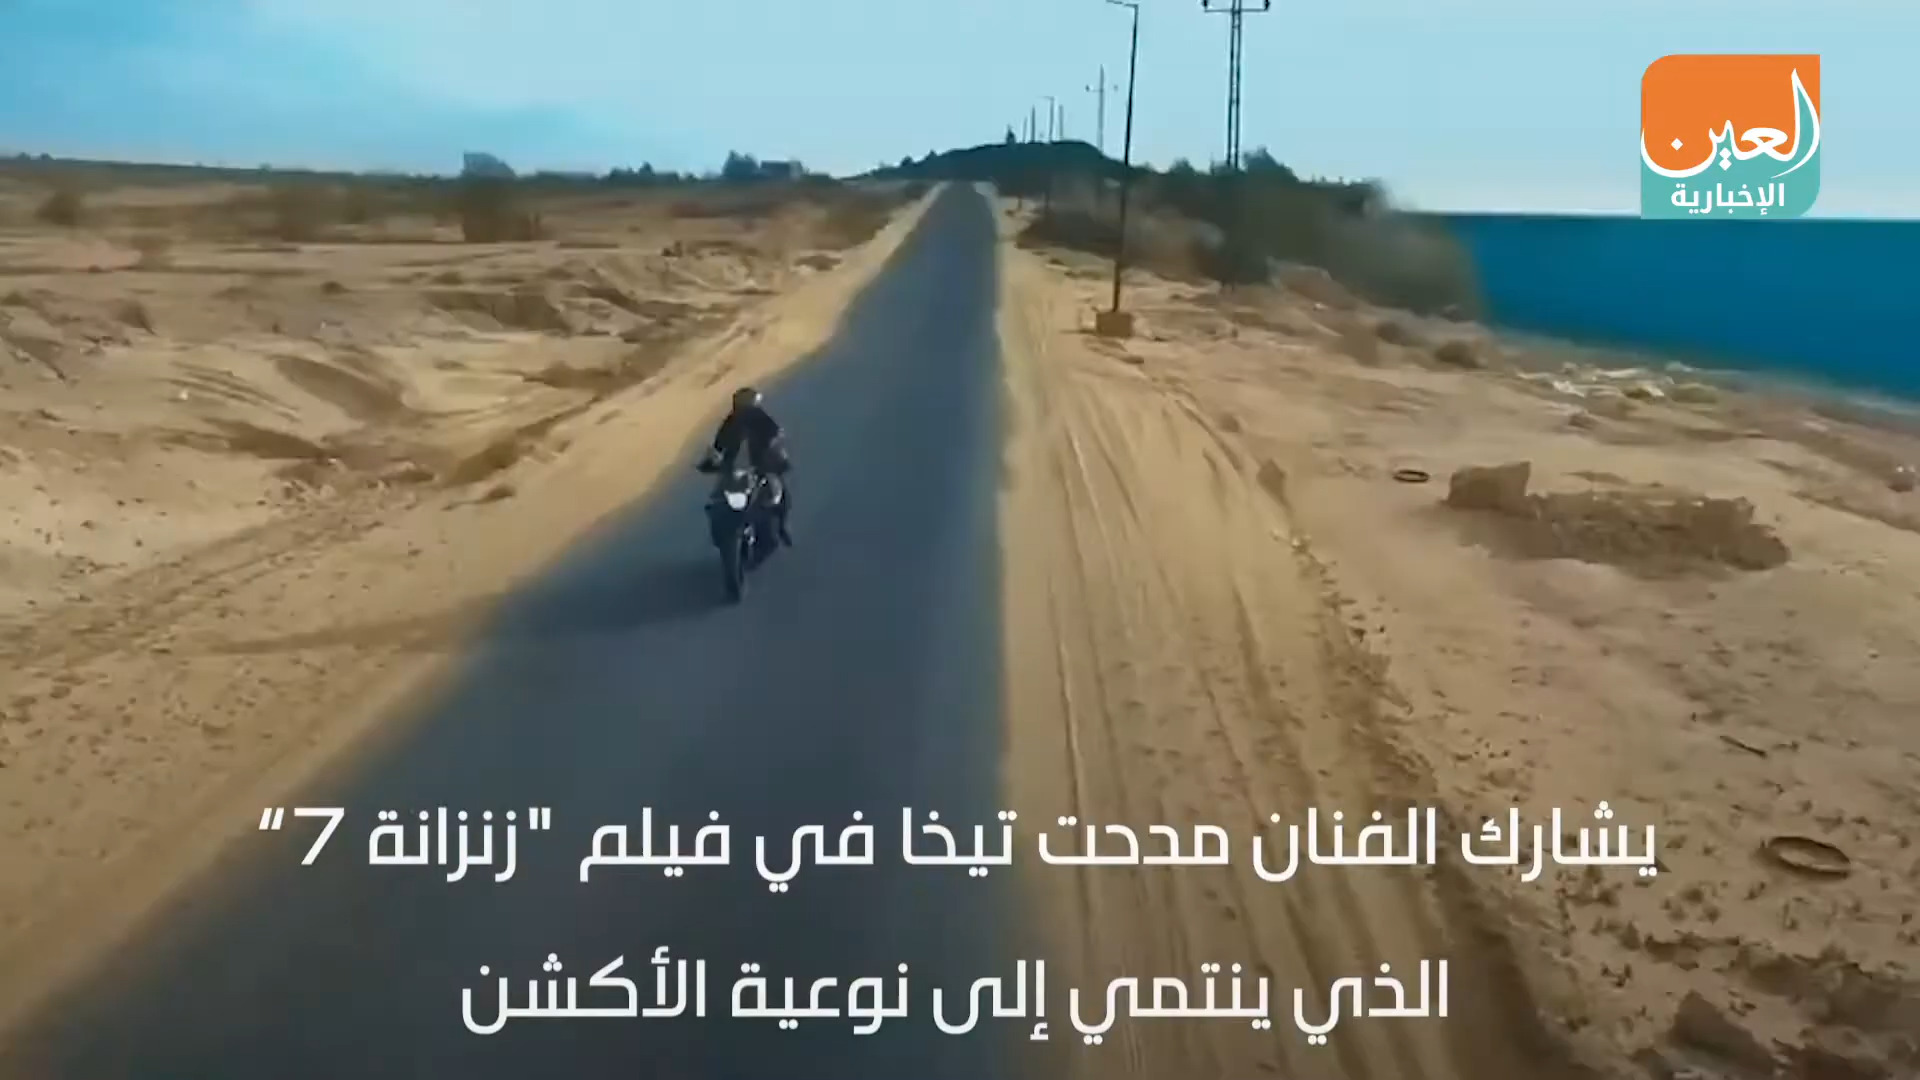 العين
الإخبارية
يشارك الفنان مدحت تيخا في فيلم "زنزانة 7"
الذي ينتمي إلى نوعية الأكشن